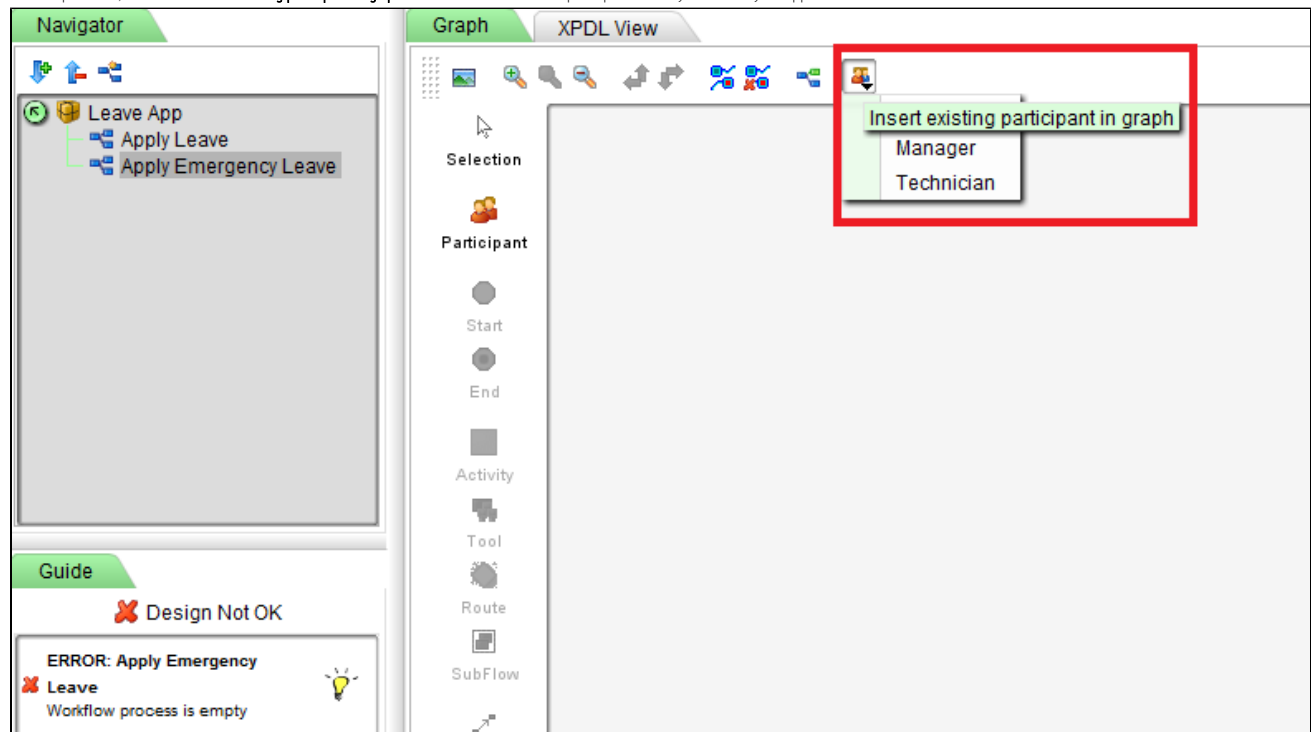 Navigator
Graph
XPDL View
Leave App
Apply Leave
Apply Emergency Leave
Insert existing participant in graph
Manager
Technician
Selection
Participant
Start
End
Activity
Tool
Route
SubFlow
Guide
Design Not OK
ERROR: Apply Emergency
Leave
Workflow process is empty